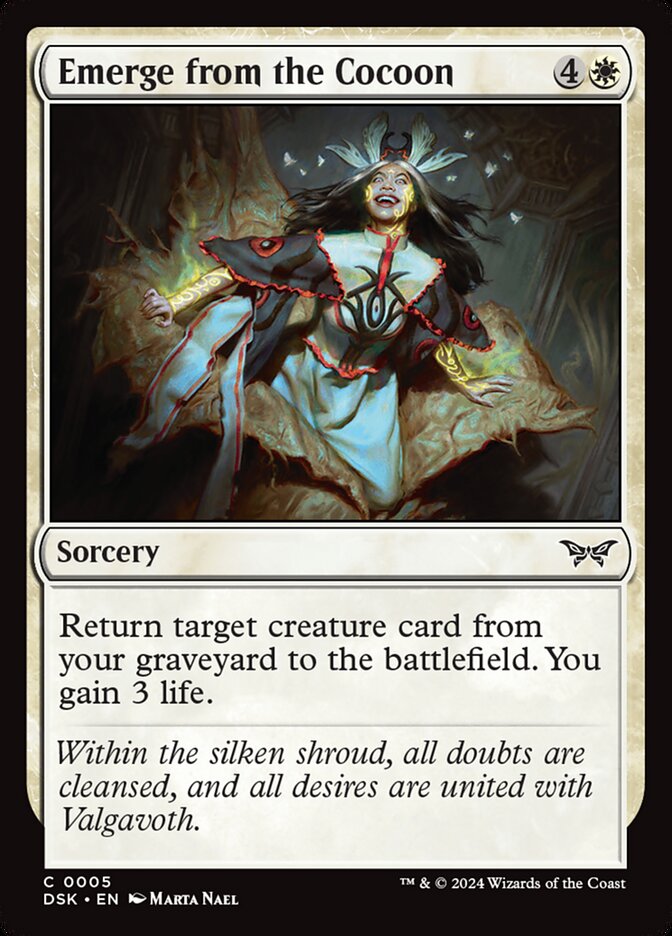 Emerge from the Cocoon 4
Sorcery
Return target creature card from
your graveyard to the battlefield. You
gain 3 life.
Within the silken shroud, all doubts are
cleansed, and all desires are united with
Valgavoth.
C 0005
DSK • EN Marta Nael
™ & © 2024 Wizards of the Coast